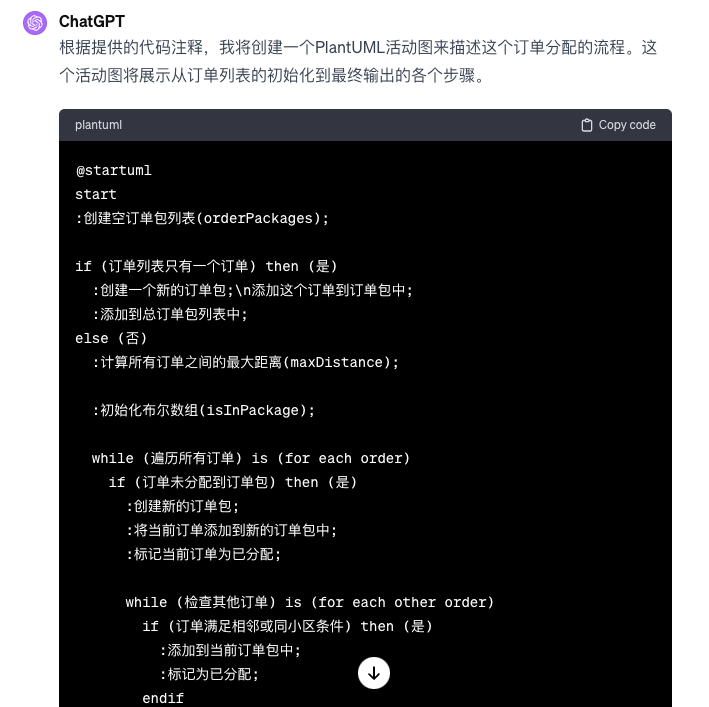 ChatGPT
根据提供的代码注释，我将创建一个PlantUML活动图来描述这个订单分配的流程。这
个活动图将展示从订单列表的初始化到最终输出的各个步骤。
plantuml
Copy code
@startuml
start
:创建空订单包列表(orderPackages);
if (订单列表只有一个订单) then (是)
:创建一个新的订单包;\n添加这个订单到订单包中;
:添加到总订单包列表中;
else (否)
:计算所有订单之间的最大距离(maxDistance);
:初始化布尔数组(isInPackage);
while (遍历所有订单) is (for each order)
if (订单未分配到订单包) then (是)
:创建新的订单包;
:将当前订单添加到新的订单包中;
:标记当前订单为已分配;
while (检查其他订单) is (for each other order)
if (订单满足相邻或同小区条件) then (是)
:添加到当前订单包中;
:标记为已分配;
endif